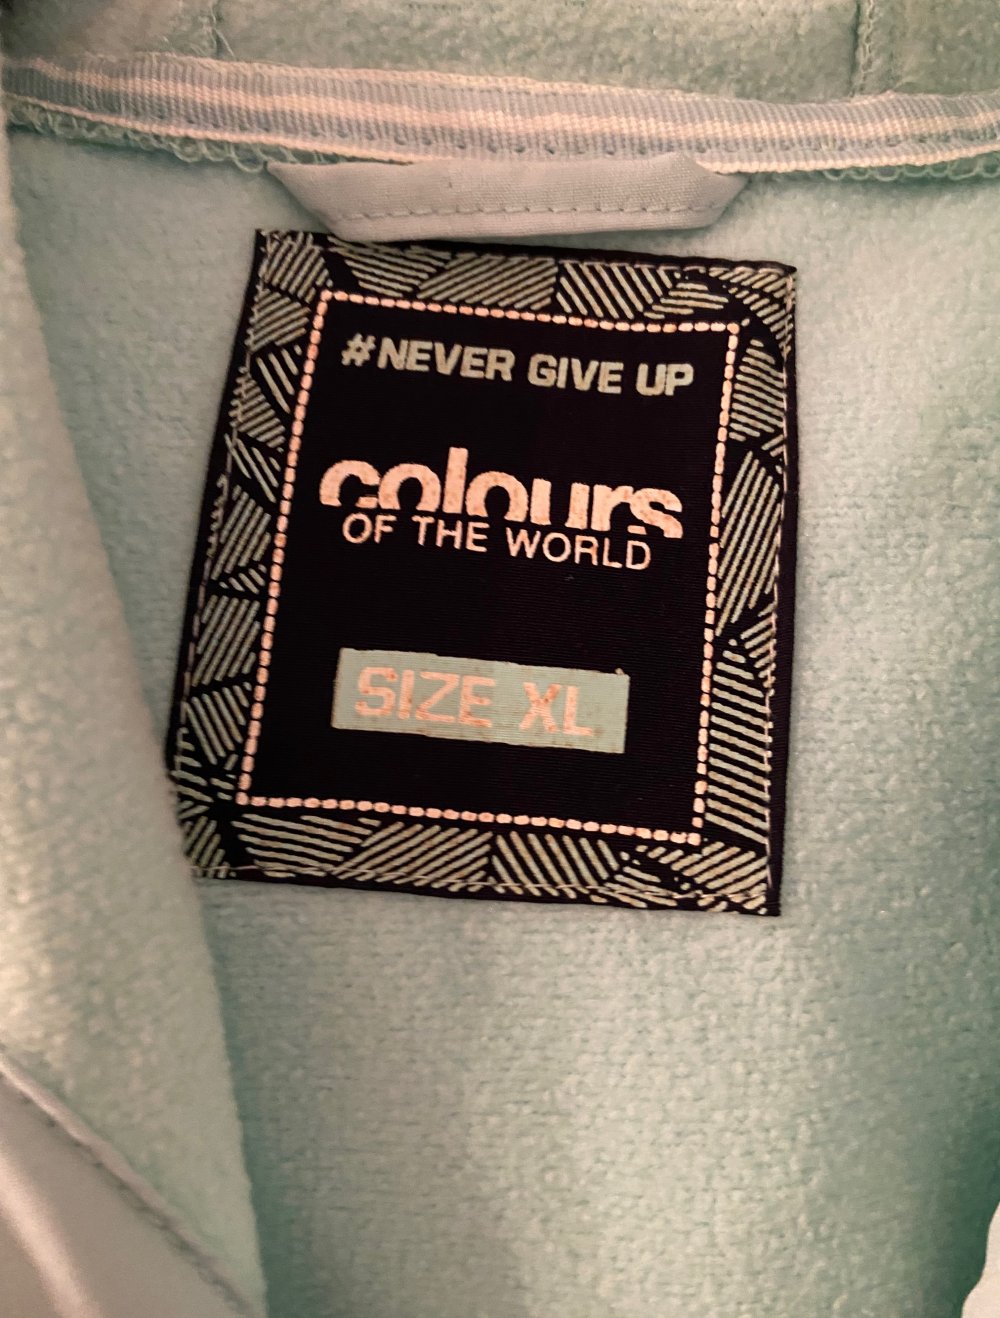 #NEVER GIVE UP
colours
OF THE WORLD
SIZE XL